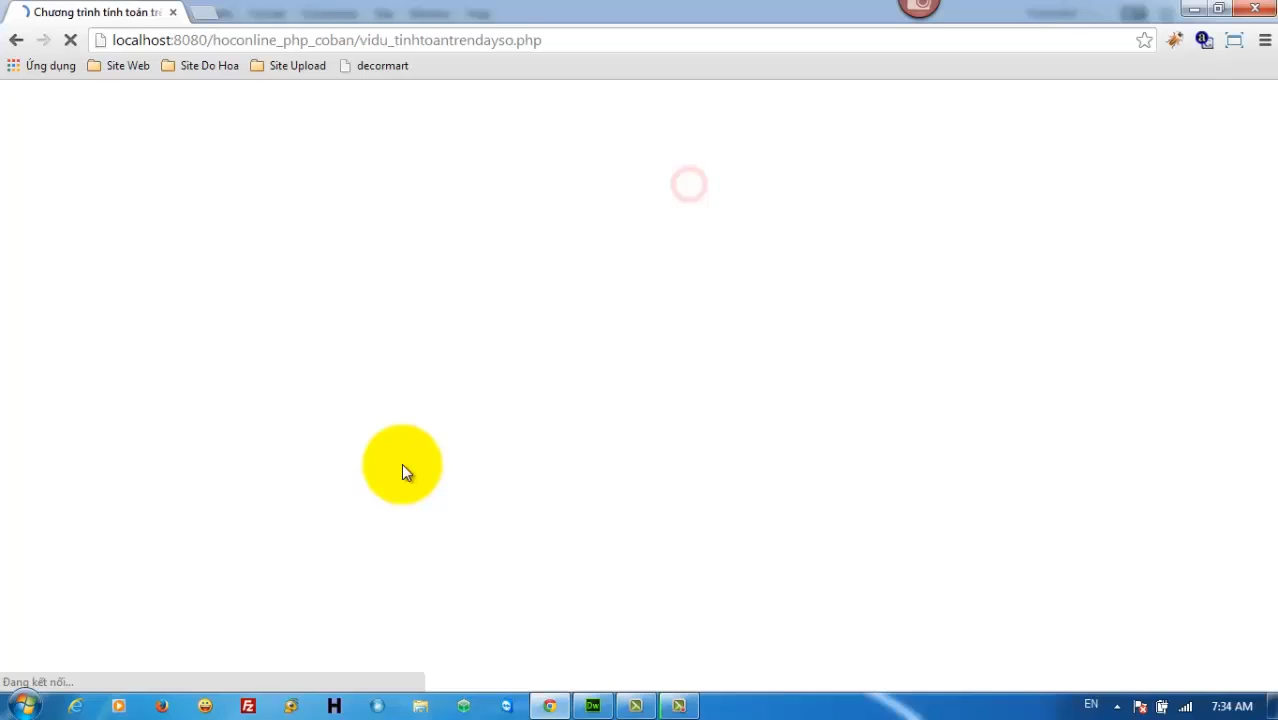 Chương trình tính toán trê
localhost:8080/hoconline_php_coban/vidu_tinhtoantrendayso.php
Ứng dụng Site Web Site Do Hoa Site Upload decormart
Đang kết nối...
EN 7:34 AM